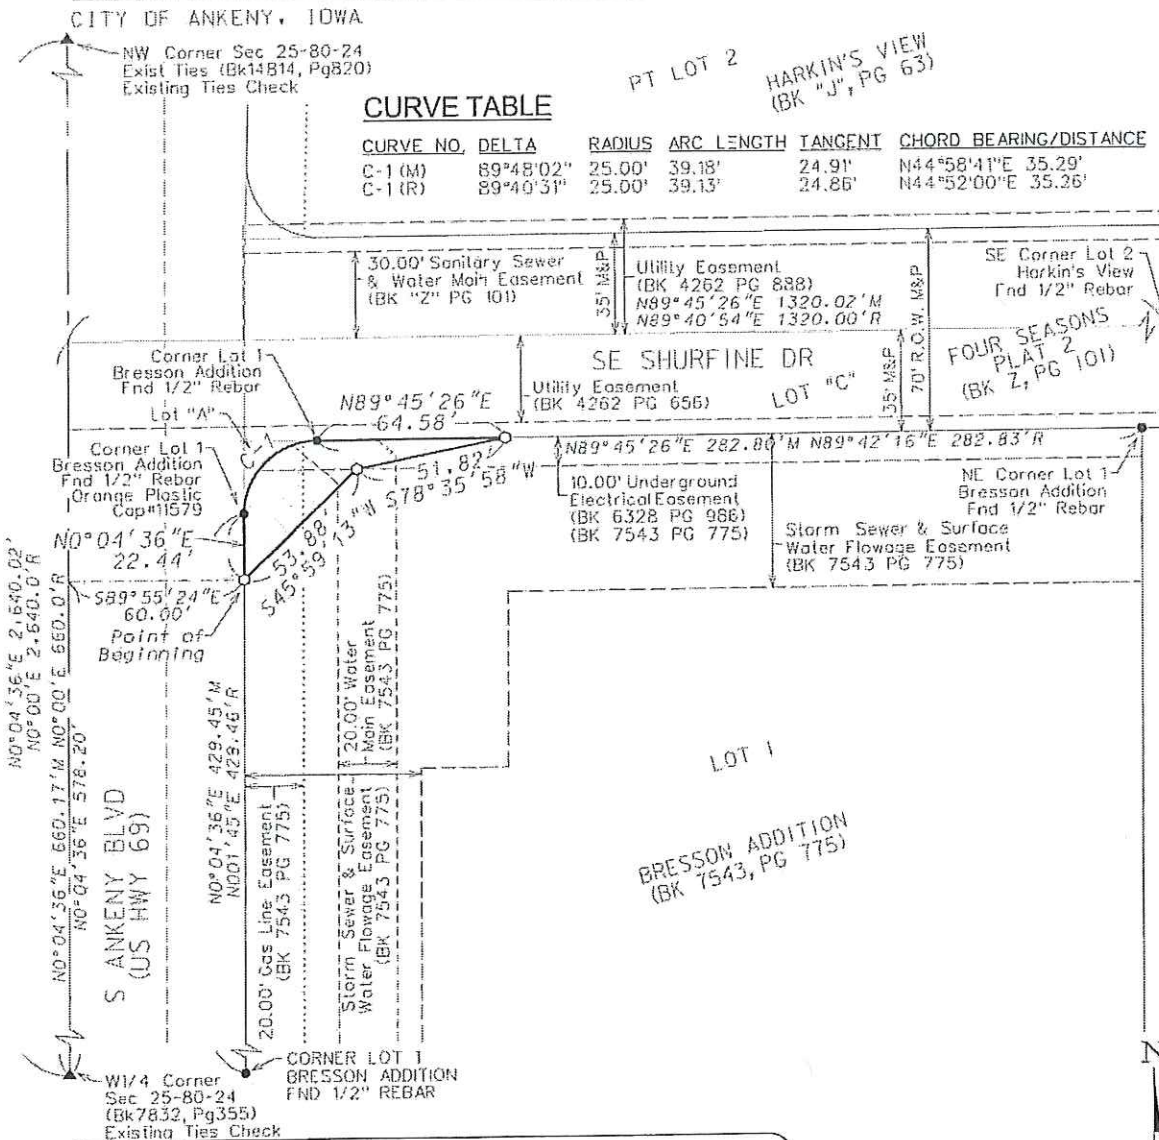 CITY OF ANKENY, IOWA
NW Corner Sec 25-80-24
Exist Ties (Bk14814, Pg820)
Existing Ties Check
PT LOT 2
HARKIN'S VIEW
(BK "J", PG 63)
CURVE TABLE
CURVE NO. DELTA RADIUS ARC LENGTH TANGENT CHORD BEARING/DISTANCE
C-1 (M) 89°48'02" 25.00' 39.18' 24.91' N44°58'41"E 35.29'
C-1 (R) 89°40'31" 25.00' 39.13' 24.86' N44°52'00"E 35.26'
30.00' Sanitary Sewer
& Water Main Easement
(BK "Z" PG 101)
35' M&P
Utility Easement
(BK 4262 PG 888)
N89°45'26"E 1320.02'M
N89°40'54"E 1320.00'R
70' R.O.W. M&P
SE Corner Lot 2
Harkin's View
Fnd 1/2" Rebar
FOUR SEASONS
PLAT 2
(BK Z, PG 101)
SE SHURFINE DR
LOT "C"
35' M&P
Utility Easement
(BK 4262 PG 656)
Corner Lot 1
Bresson Addition
Fnd 1/2" Rebar
Lot "A"
N89°45'26"E
64.58'
C-1
Corner Lot 1
Bresson Addition
Fnd 1/2" Rebar
Orange Plastic
Cap#11579
51.82'
S78°35'58"W
N89°45'26"E 282.80'M N89°42'16"E 282.83'R
10.00' Underground
Electrical Easement
(BK 6328 PG 986)
(BK 7543 PG 775)
NE Corner Lot 1
Bresson Addition
Fnd 1/2" Rebar
Storm Sewer & Surface
Water Flowage Easement
(BK 7543 PG 775)
N0°04'36"E
22.44'
53.88'
S45°59'13"W
S89°55'24"E
60.00'
Point of
Beginning
N0°04'36"E 2,640.02'
N0°00'E 2,640.0'R
N0°04'36"E 660.17'M N0°00'E 660.0'R
N0°04'36"E 578.20'
S ANKENY BLVD
(US HWY 69)
N0°04'36"E 429.45'M
N001'45"E 429.46'R
20.00' Gas Line Easement
(BK 7543 PG 775)
Storm Sewer & Surface
Water Flowage Easement
(BK 7543 PG 775)
20.00' Water
Main Easement
(BK 7543 PG 775)
LOT 1
BRESSON ADDITION
(BK 7543, PG 775)
CORNER LOT 1
BRESSON ADDITION
FND 1/2" REBAR
W1/4 Corner
Sec 25-80-24
(Bk7832, Pg355)
Existing Ties Check
N